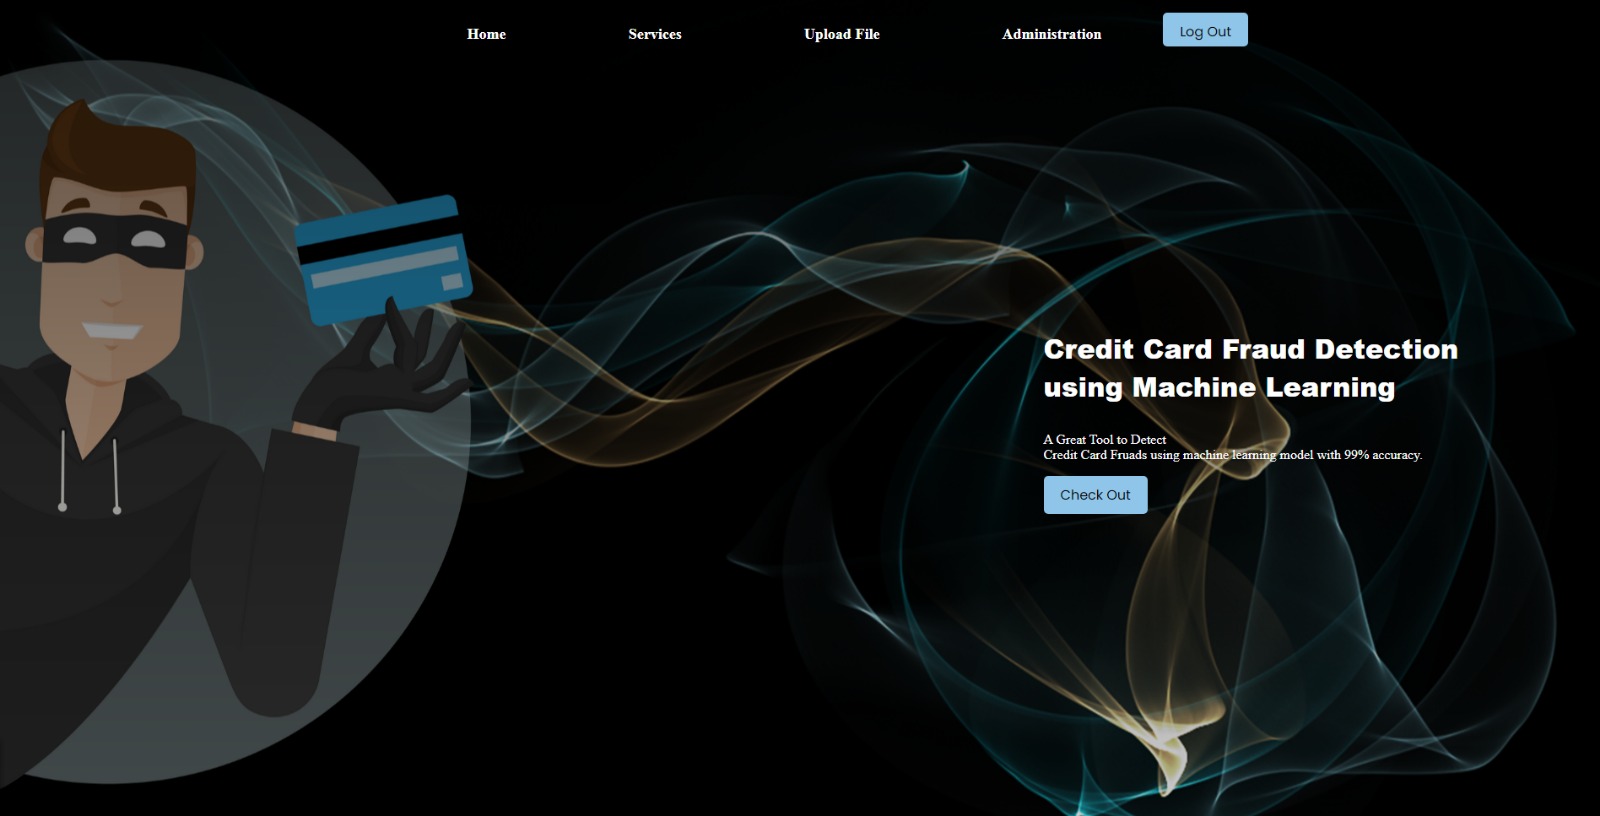 Home Services Upload File Administration Log Out
Credit Card Fraud Detection
using Machine Learning
A Great Tool to Detect
Credit Card Fruads using machine learning model with 99% accuracy.
Check Out